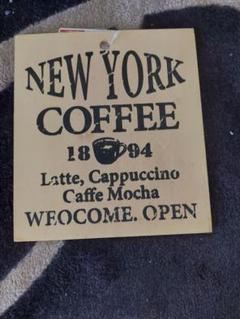 NEW YORK
COFFEE
18 94
Latte, Cappuccino
Caffe Mocha
WEOCOME. OPEN